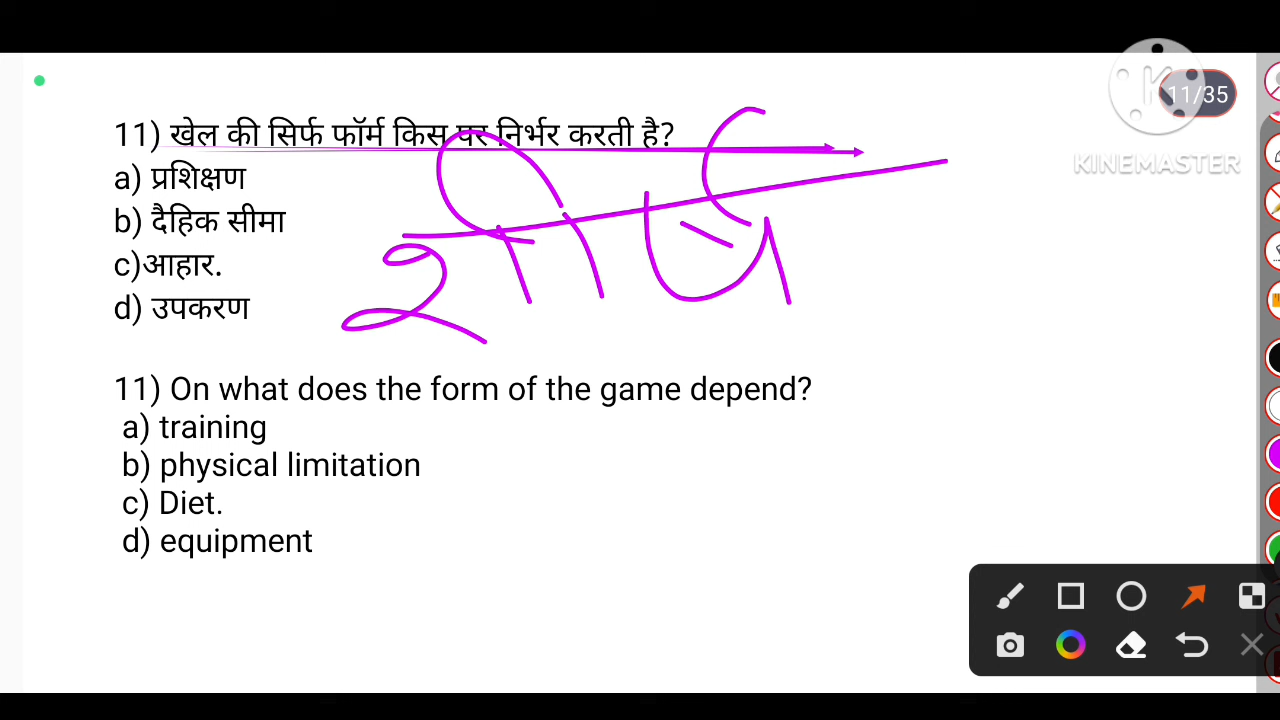 11/35
KINEMASTER
11) खेल की सिर्फ फॉर्म किस पर निर्भर करती है?
a) प्रशिक्षण
b) दैहिक सीमा
c)आहार.
d) उपकरण
11) On what does the form of the game depend?
a) training
b) physical limitation
c) Diet.
d) equipment